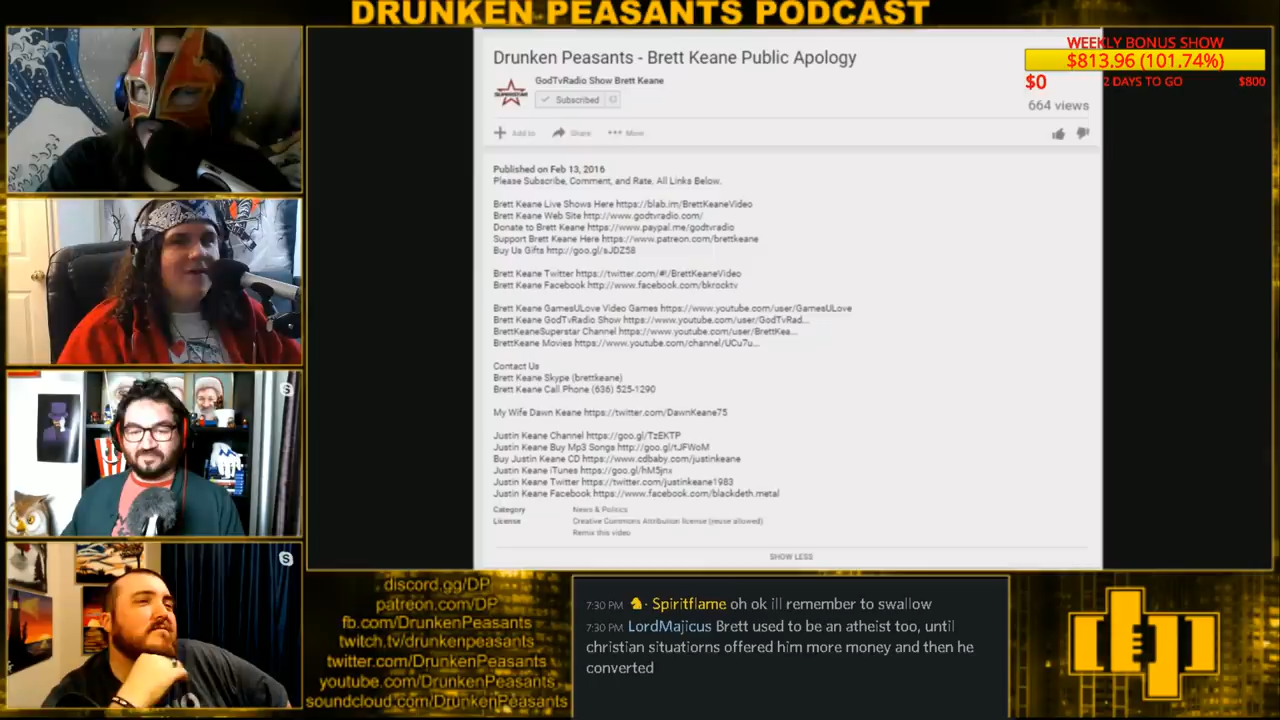 DRUNKEN PEASANTS PODCAST
Drunken Peasants - Brett Keane Public Apology
GodTvRadio Show Brett Keane
Subscribed
664 views
Add to Share More
Published on Feb 13, 2016
Please Subscribe, Comment, and Rate, All Links Below.
Brett Keane Live Shows Here https://blab.im/BrettKeaneVideo
Brett Keane Web Site http://www.godtvradio.com/
Donate to Brett Keane https://www.paypal.me/godtvradio
Support Brett Keane Here https://www.patreon.com/brettkeane
Buy Us Gifts http://goo.gl/sJDZ58
Brett Keane Twitter https://twitter.com/#!/BrettKeaneVideo
Brett Keane Facebook http://www.facebook.com/bkrocktv
Brett Keane GamesULove Video Games https://www.youtube.com/user/GamesULove
Brett Keane GodTvRadio Show https://www.youtube.com/user/GodTvRad...
BrettKeaneSuperstar Channel https://www.youtube.com/user/BrettKea...
BrettKeane Movies https://www.youtube.com/channel/UCu7u...
Contact Us
Brett Keane Skype (brettkeane)
Brett Keane Call Phone (636) 525-1290
My Wife Dawn Keane https://twitter.com/DawnKeane75
Justin Keane Channel https://goo.gl/TzEKTP
Justin Keane Buy Mp3 Songs http://goo.gl/tJFWoM
Buy Justin Keane CD https://www.cdbaby.com/justinkeane
Justin Keane iTunes https://goo.gl/hM5jnx
Justin Keane Twitter https://twitter.com/justinkeane1983
Justin Keane Facebook https://www.facebook.com/blackdeth.metal
Category News & Politics
License Creative Commons Attribution license (reuse allowed)
Remix this video
SHOW LESS
WEEKLY BONUS SHOW
$813.96 (101.74%)
$0 2 DAYS TO GO $800
discord.gg/DP
patreon.com/DP
fb.com/DrunkenPeasants
twitch.tv/drunkenpeasants
twitter.com/DrunkenPeasants
youtube.com/DrunkenPeasants
soundcloud.com/DrunkenPeasants
7:30 PM Spiritflame oh ok ill remember to swallow
7:30 PM LordMajicus Brett used to be an atheist too, until
christian situatiorns offered him more money and then he
converted